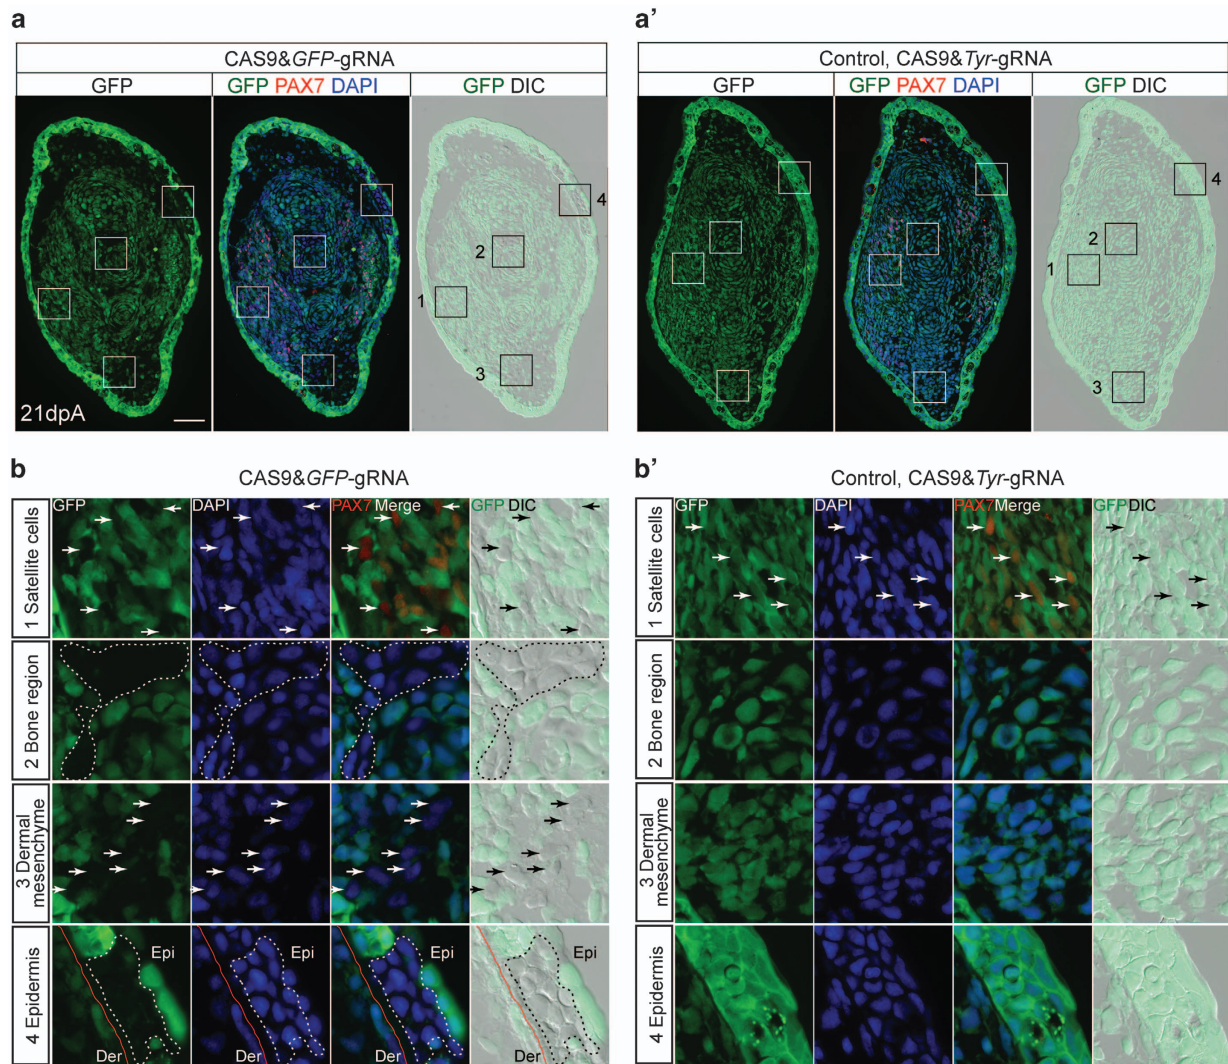 a
CAS9&GFP-gRNA
GFP
GFP PAX7 DAPI
GFP DIC
4
2
1
3
21dpA
a’
Control, CAS9&Tyr-gRNA
GFP
GFP PAX7 DAPI
GFP DIC
4
2
1
3
b
CAS9&GFP-gRNA
GFP
DAPI
PAX7 Merge
GFP DIC
1 Satellite cells
2 Bone region
3 Dermal
mesenchyme
4 Epidermis
Epi
Epi
Epi
Der
Der
Der
b’
Control, CAS9&Tyr-gRNA
GFP
DAPI
PAX7 Merge
GFP DIC
1 Satellite cells
2 Bone region
3 Dermal
mesenchyme
4 Epidermis